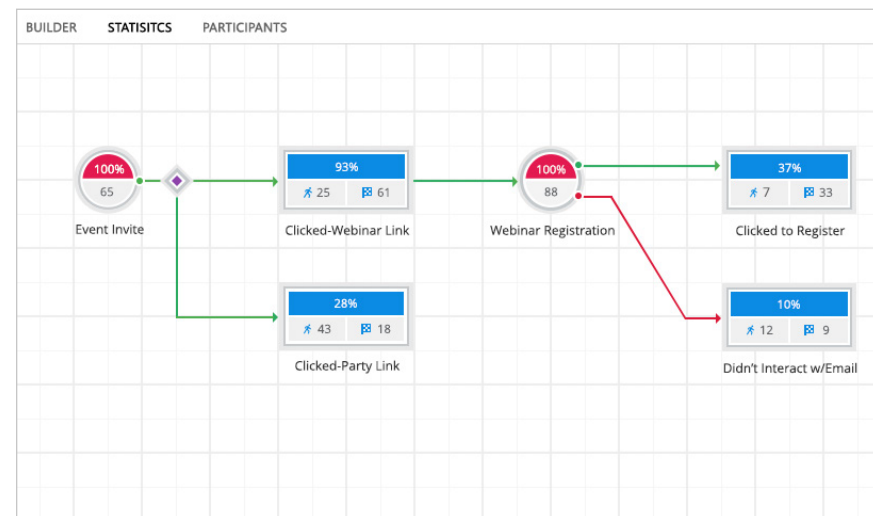 BUILDER STATISITCS PARTICIPANTS
100%
65
Event Invite
93%
25 61
Clicked-Webinar Link
100%
88
Webinar Registration
37%
7 33
Clicked to Register
28%
43 18
Clicked-Party Link
10%
12 9
Didn't Interact w/Email